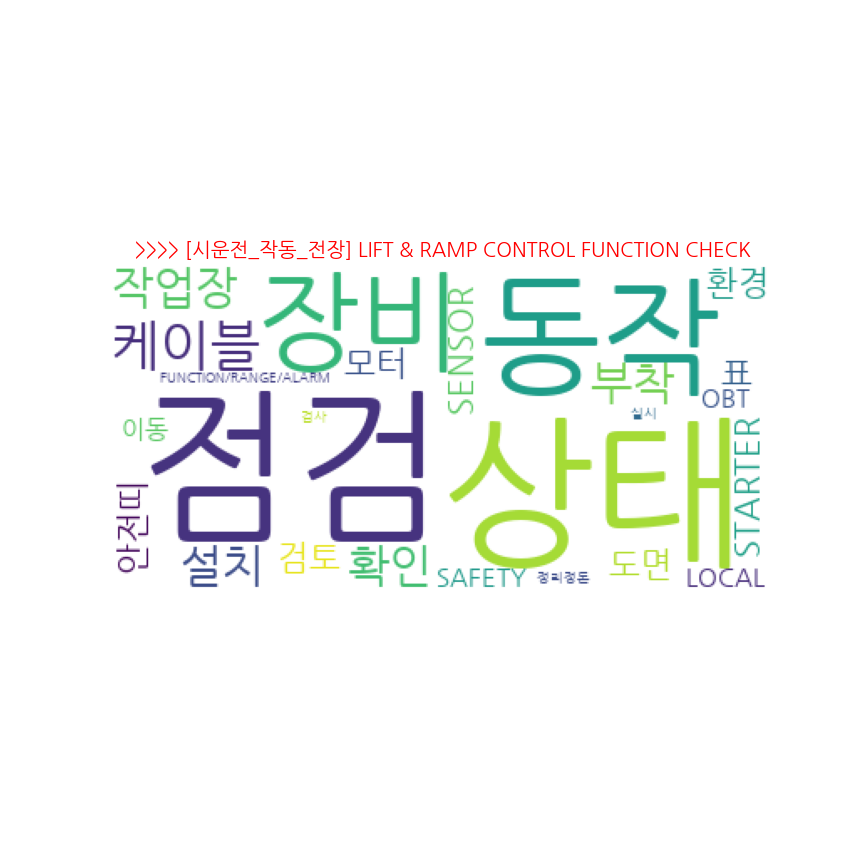 >>>> [시운전_작동_전장] LIFT & RAMP CONTROL FUNCTION CHECK
작업장
장비
SENSOR
동작
환경
케이블
모터
FUNCTION/RANGE/ALARM
부착
표
OBT
이동
점검
검사
상태
실시
STARTER
안전띠
설치
검토
확인
SAFETY
정리정돈
도면
LOCAL